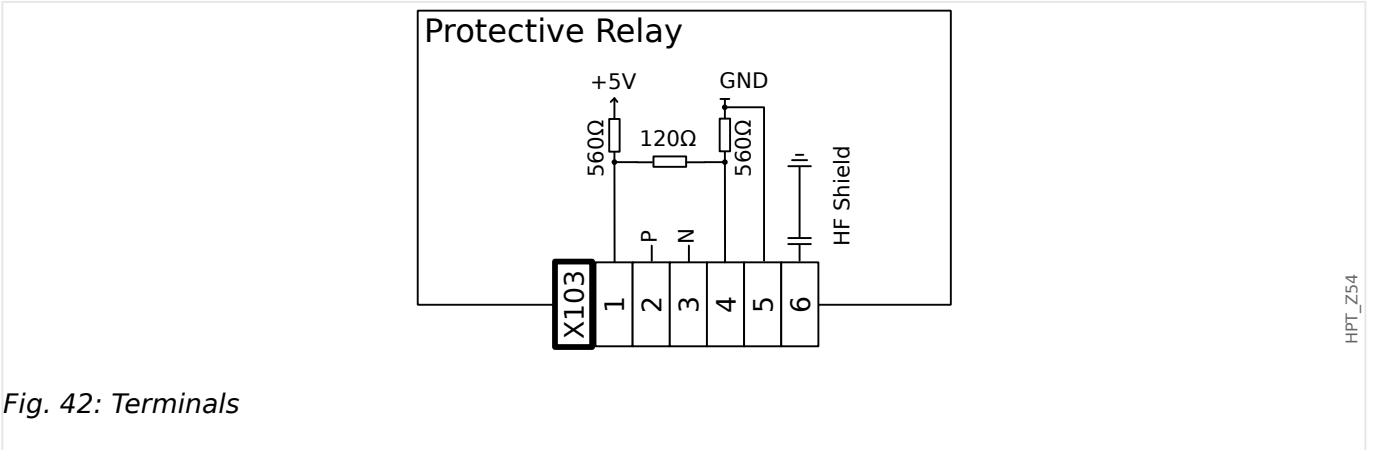 Protective Relay
+5V
GND
560Ω
120Ω
560Ω
HF Shield
P
N
X103
1
2
3
4
5
6
HPT_Z54
Fig. 42: Terminals